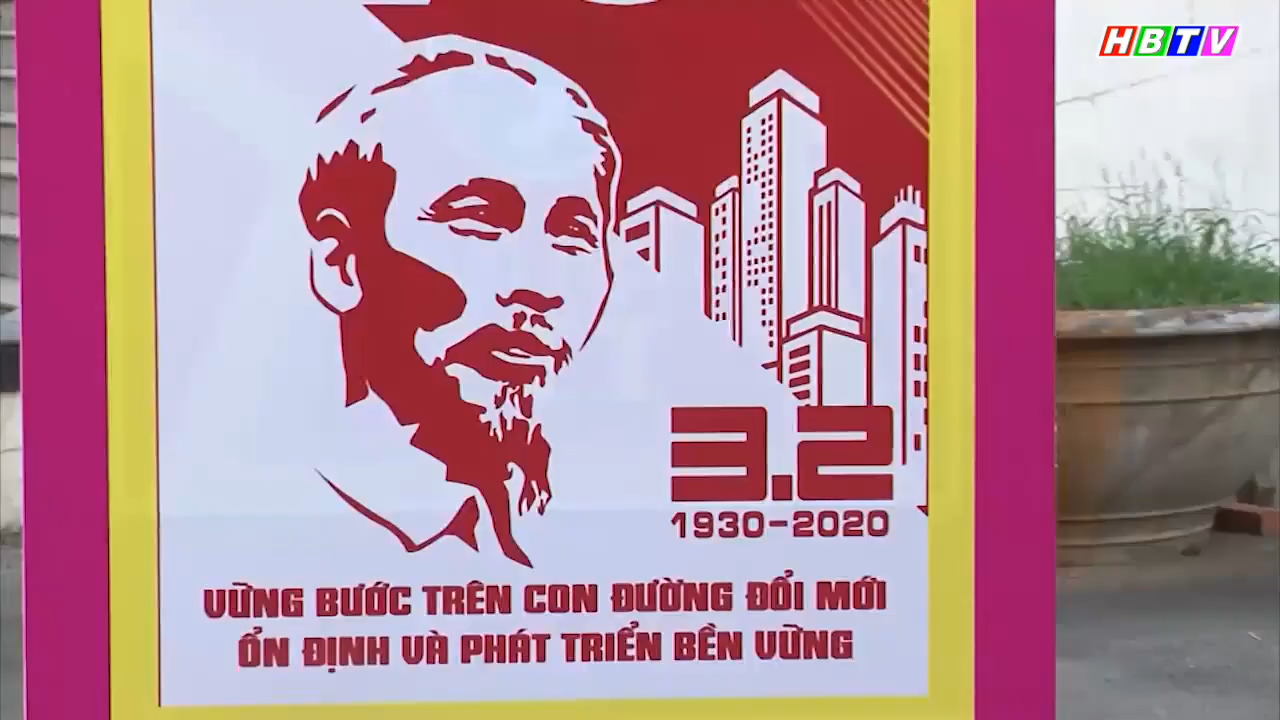 HBTV
3.2
1930-2020
VỮNG BƯỚC TRÊN CON ĐƯỜNG ĐỔI MỚI
ỔN ĐỊNH VÀ PHÁT TRIỂN BỀN VỮNG